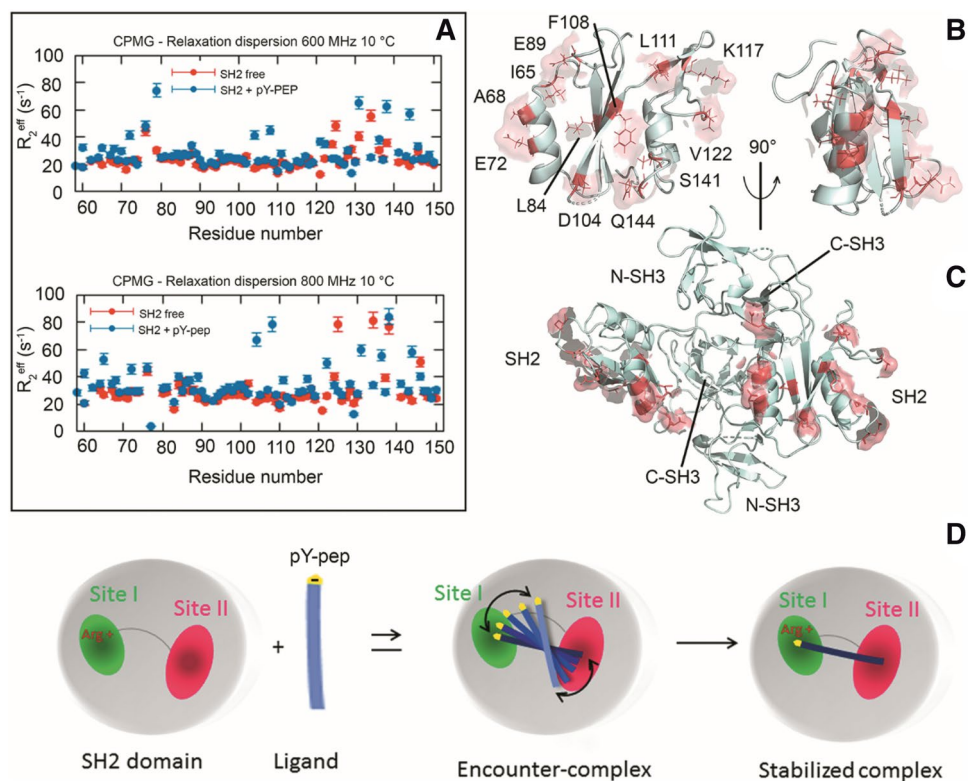 A
CPMG - Relaxation dispersion 600 MHz 10 °C
SH2 free
SH2 + pY-PEP
R2eff (s-1)
100
80
60
40
20
0
60 70 80 90 100 110 120 130 140 150
Residue number
CPMG - Relaxation dispersion 800 MHz 10 °C
SH2 free
SH2 + pY-pep
R2eff (s-1)
100
80
60
40
20
0
60 70 80 90 100 110 120 130 140 150
Residue number
B
F108
E89
L111
K117
I65
A68
E72
V122
S141
L84
D104
Q144
90°
C
C-SH3
N-SH3
SH2
SH2
C-SH3
N-SH3
D
pY-pep
Site I
Site II
Arg +
+
-
Site I
Site II
Site I
Site II
Arg +
SH2 domain
Ligand
Encounter-complex
Stabilized complex